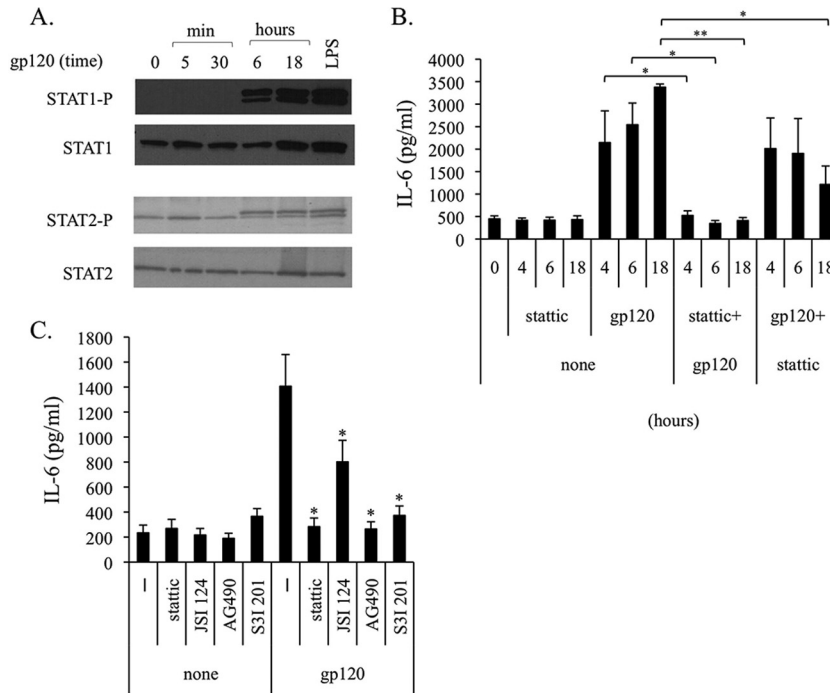 A.
min hours
gp120 (time) 0 5 30 6 18 LPS
STAT1-P
STAT1
STAT2-P
STAT2
B.
IL-6 (pg/ml)
4000
3500
3000
2500
2000
1500
1000
500
0
* ** * *
0 4 6 18 4 6 18 4 6 18 4 6 18
stattic gp120 stattic+ gp120+
none gp120 stattic
(hours)
C.
IL-6 (pg/ml)
1800
1600
1400
1200
1000
800
600
400
200
0
* * * *
– stattic JSI 124 AG490 S3I 201 – stattic JSI 124 AG490 S3I 201
none gp120